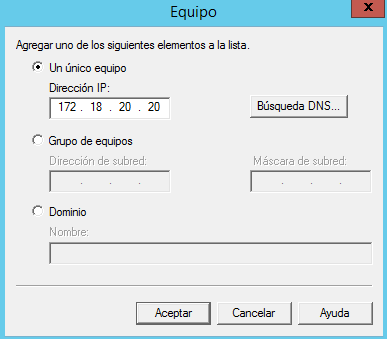 Equipo
x
Agregar uno de los siguientes elementos a la lista.
Un único equipo
Dirección IP:
172 . 18 . 20 . 20
Búsqueda DNS...
Grupo de equipos
Dirección de subred: Máscara de subred:
. . . . . .
Dominio
Nombre:
Aceptar Cancelar Ayuda